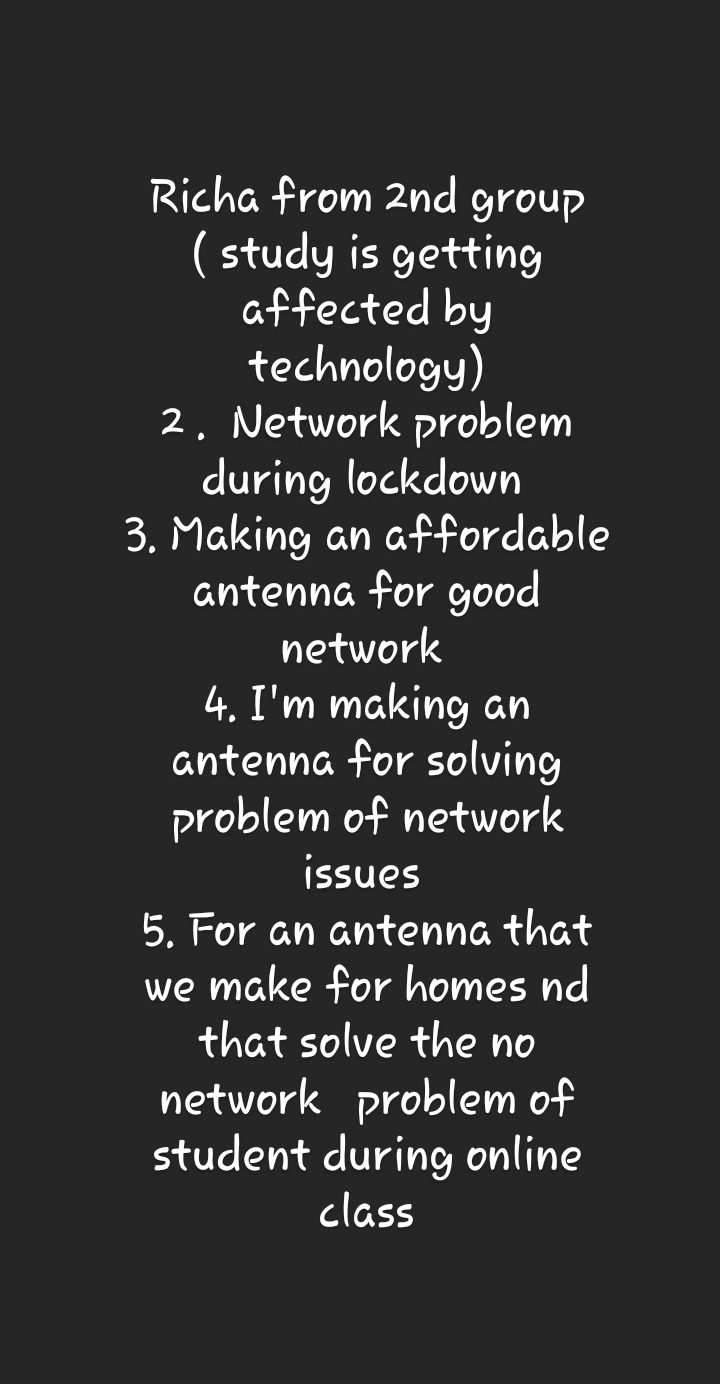 Richa from 2nd group
( study is getting
affected by
technology)
2 .  Network problem
during lockdown
3. Making an affordable
antenna for good
network
4. I'm making an
antenna for solving
problem of network
issues
5. For an antenna that
we make for homes nd
that solve the no
network   problem of
student during online
class